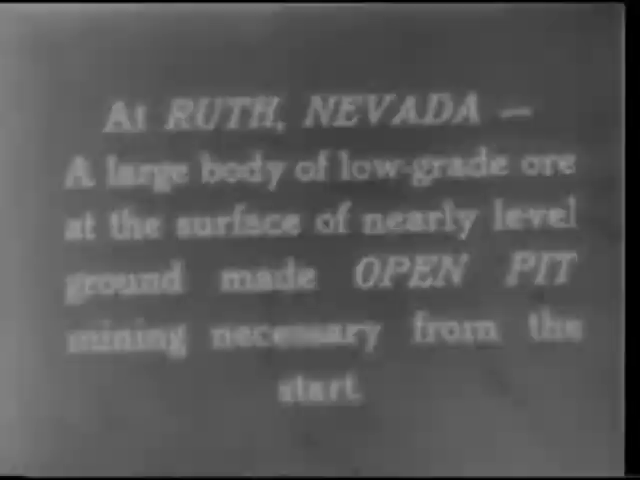 At RUTH, NEVADA —
A large body of low-grade ore
at the surface of nearly level
ground made OPEN PIT
mining necessary from the
start.